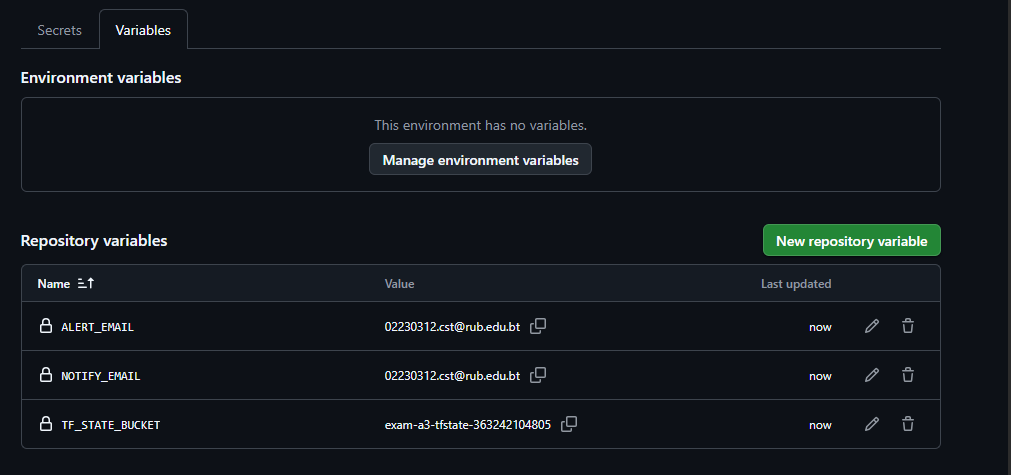 Secrets
Variables
Environment variables
This environment has no variables.
Manage environment variables
Repository variables
New repository variable
Name
Value
Last updated
ALERT_EMAIL
02230312.cst@rub.edu.bt
now
NOTIFY_EMAIL
02230312.cst@rub.edu.bt
now
TF_STATE_BUCKET
exam-a3-tfstate-363242104805
now